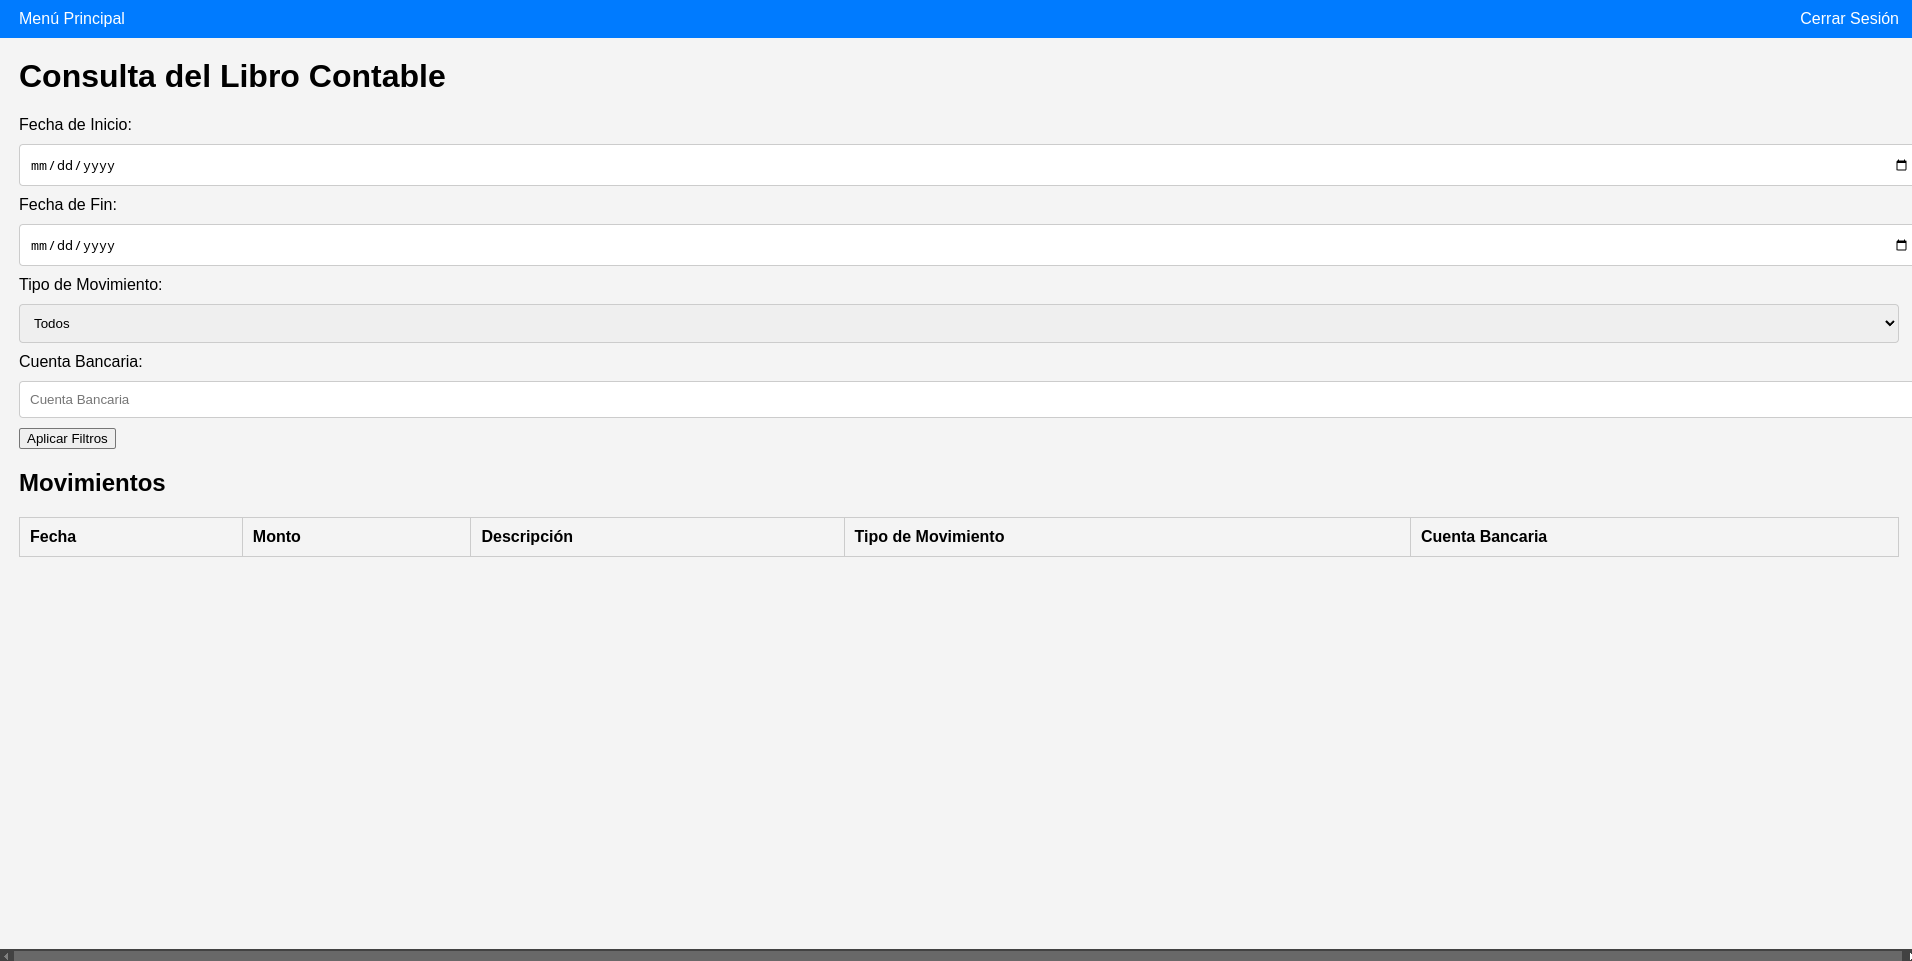 Menú Principal
Cerrar Sesión
Consulta del Libro Contable
Fecha de Inicio:
mm/dd/yyyy
Fecha de Fin:
mm/dd/yyyy
Tipo de Movimiento:
Todos
Cuenta Bancaria:
Cuenta Bancaria
Aplicar Filtros
Movimientos
Fecha Monto Descripción Tipo de Movimiento Cuenta Bancaria